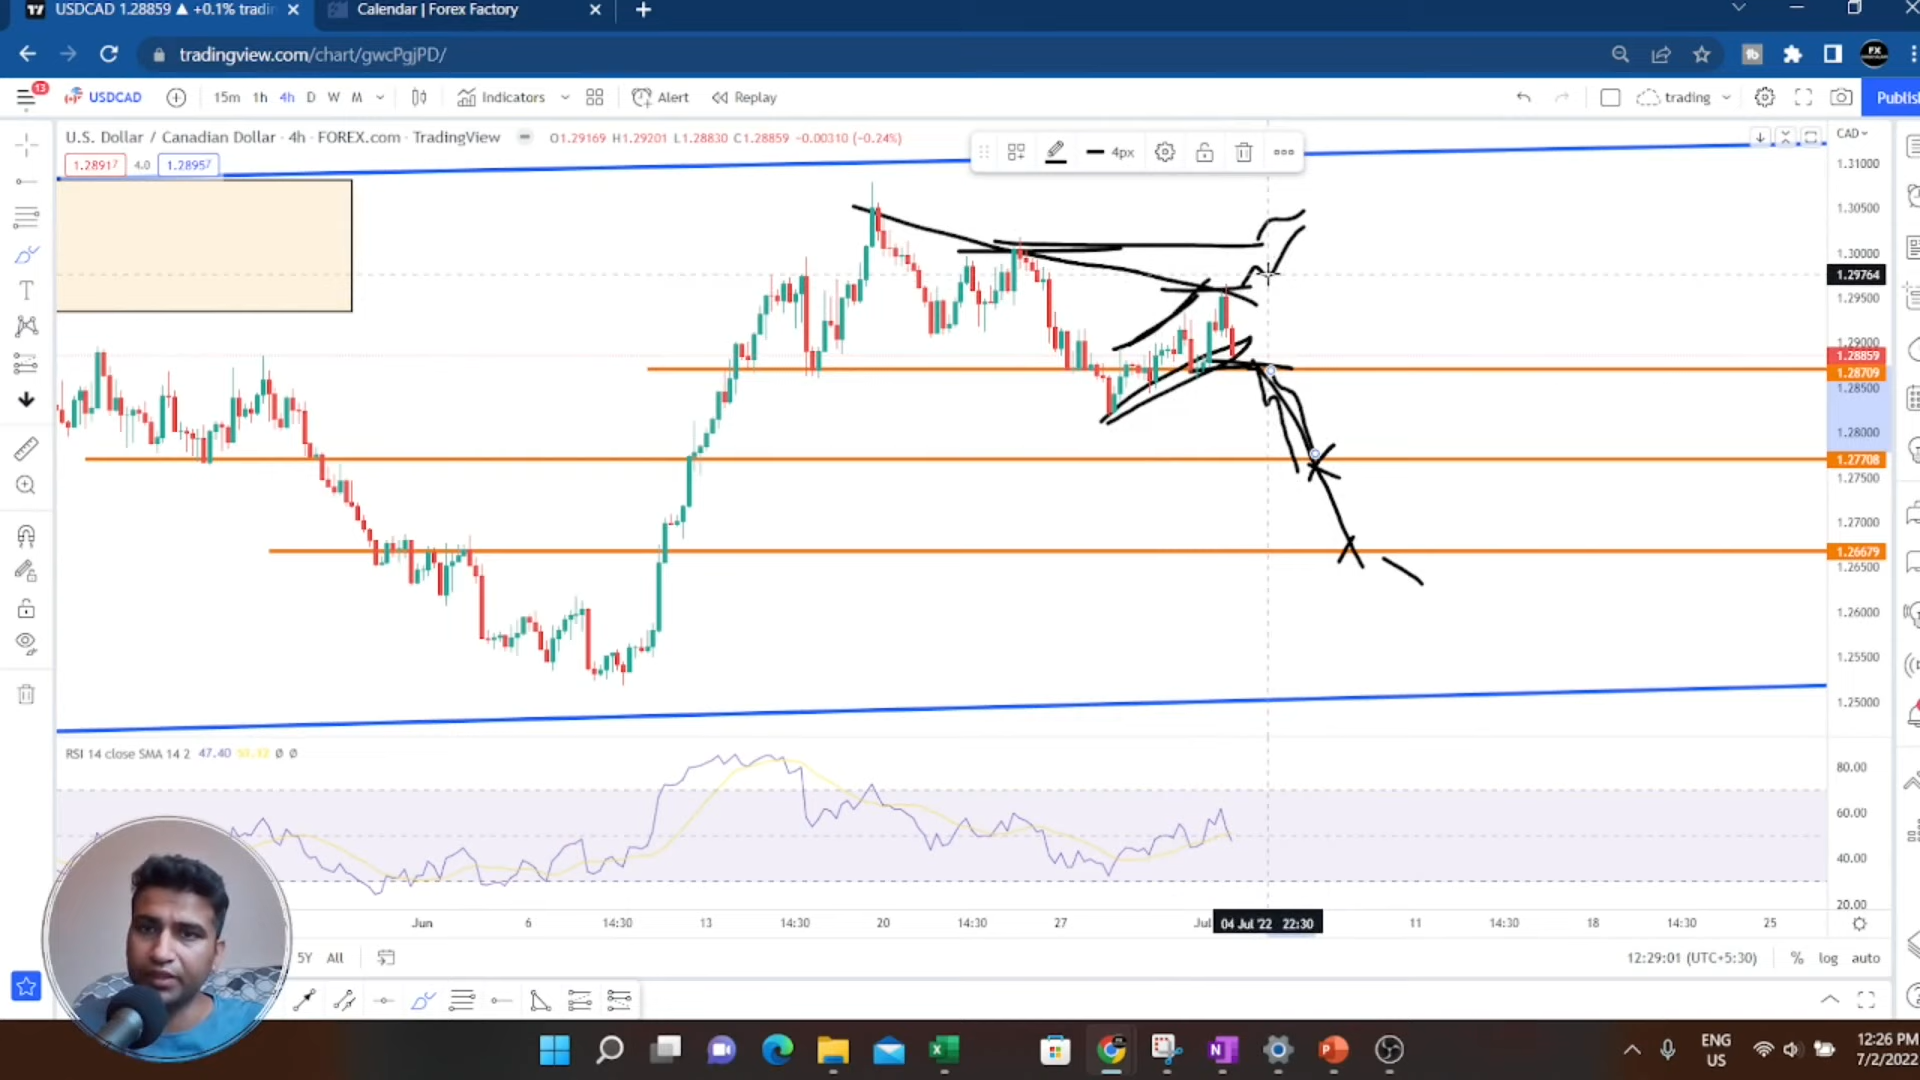 USDCAD 1.28859 ▲ +0.1% tradin
Calendar | Forex Factory
tradingview.com/chart/gwcPgjPD/
FX
13
USDCAD
15m 1h 4h D W M
Indicators
Alert
Replay
trading
Publish
U.S. Dollar / Canadian Dollar · 4h · FOREX.com · TradingView
O1.29169 H1.29201 L1.28830 C1.28859 −0.00310 (−0.24%)
1.28917 4.0 1.28957
4px
CAD
1.31000
1.30500
1.30000
1.29764
1.29500
1.29000
1.28859
1.28709
1.28500
1.28000
1.27708
1.27500
1.27000
1.26679
1.26500
1.26000
1.25500
1.25000
RSI 14 close SMA 14 2 47.40 Ø Ø
80.00
60.00
40.00
20.00
Jun 6 14:30 13 14:30 20 14:30 27 Jul 04 Jul '22 22:30 11 14:30 18 14:30 25
5Y All
12:29:01 (UTC+5:30) % log auto
ENG
US
12:26 PM
7/2/2022